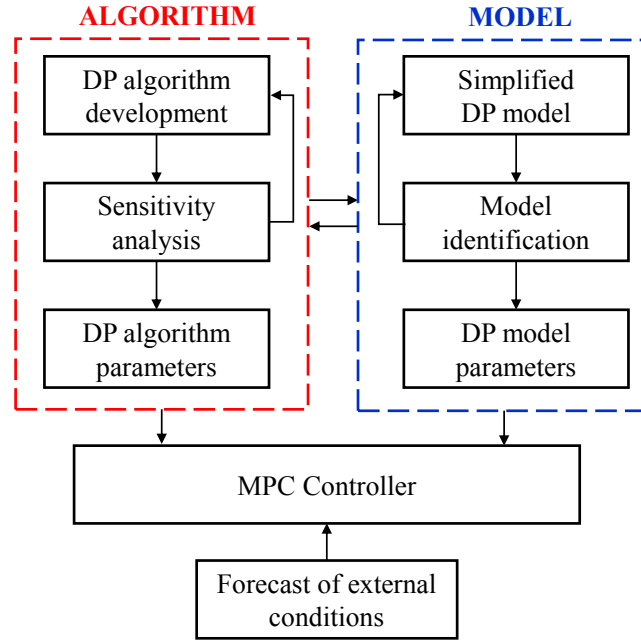 ALGORITHM
DP algorithm
development
Sensitivity
analysis
DP algorithm
parameters
MODEL
Simplified
DP model
Model
identification
DP model
parameters
MPC Controller
Forecast of external
conditions